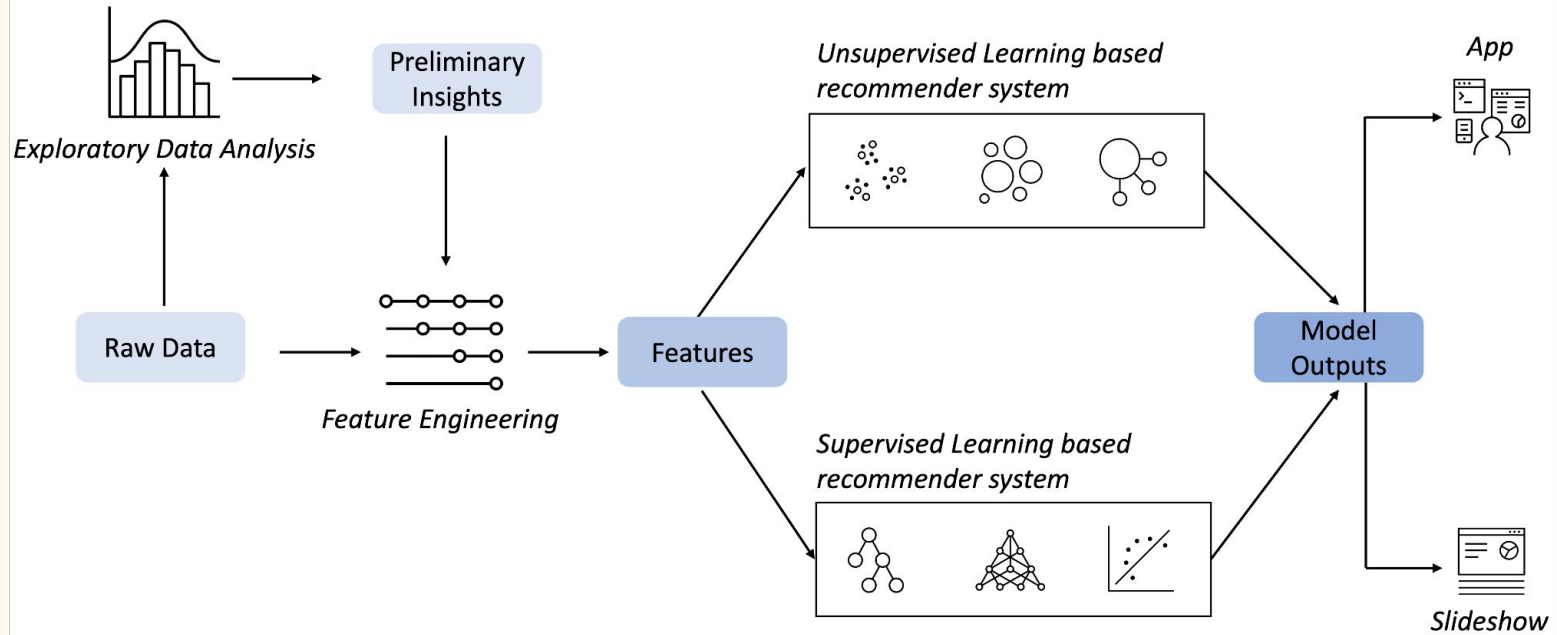 Preliminary
Insights
Exploratory Data Analysis
Raw Data
Feature Engineering
Features
Unsupervised Learning based
recommender system
Supervised Learning based
recommender system
Model
Outputs
App
Slideshow